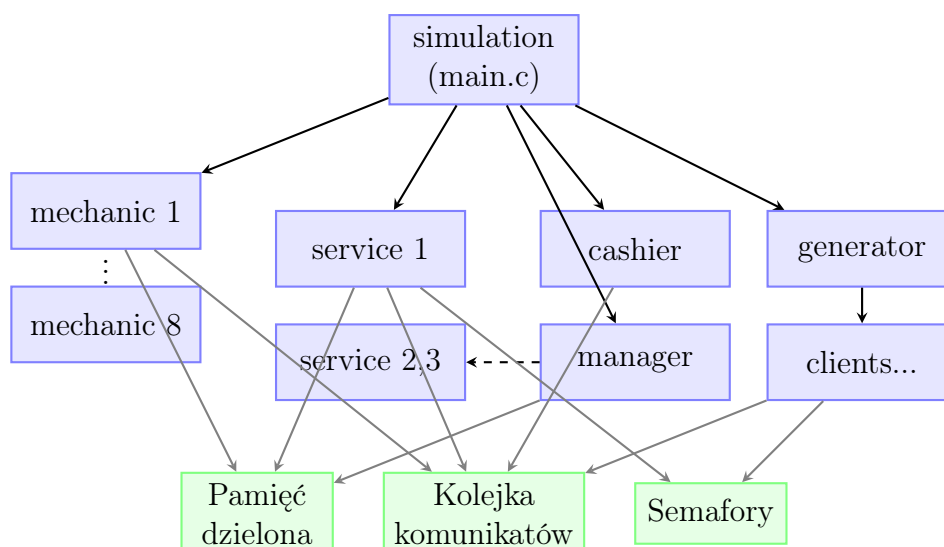 simulation
(main.c)
mechanic 1
service 1
cashier
generator
mechanic 8
service 2,3
manager
clients...
Pamięć
dzielona
Kolejka
komunikatów
Semafory